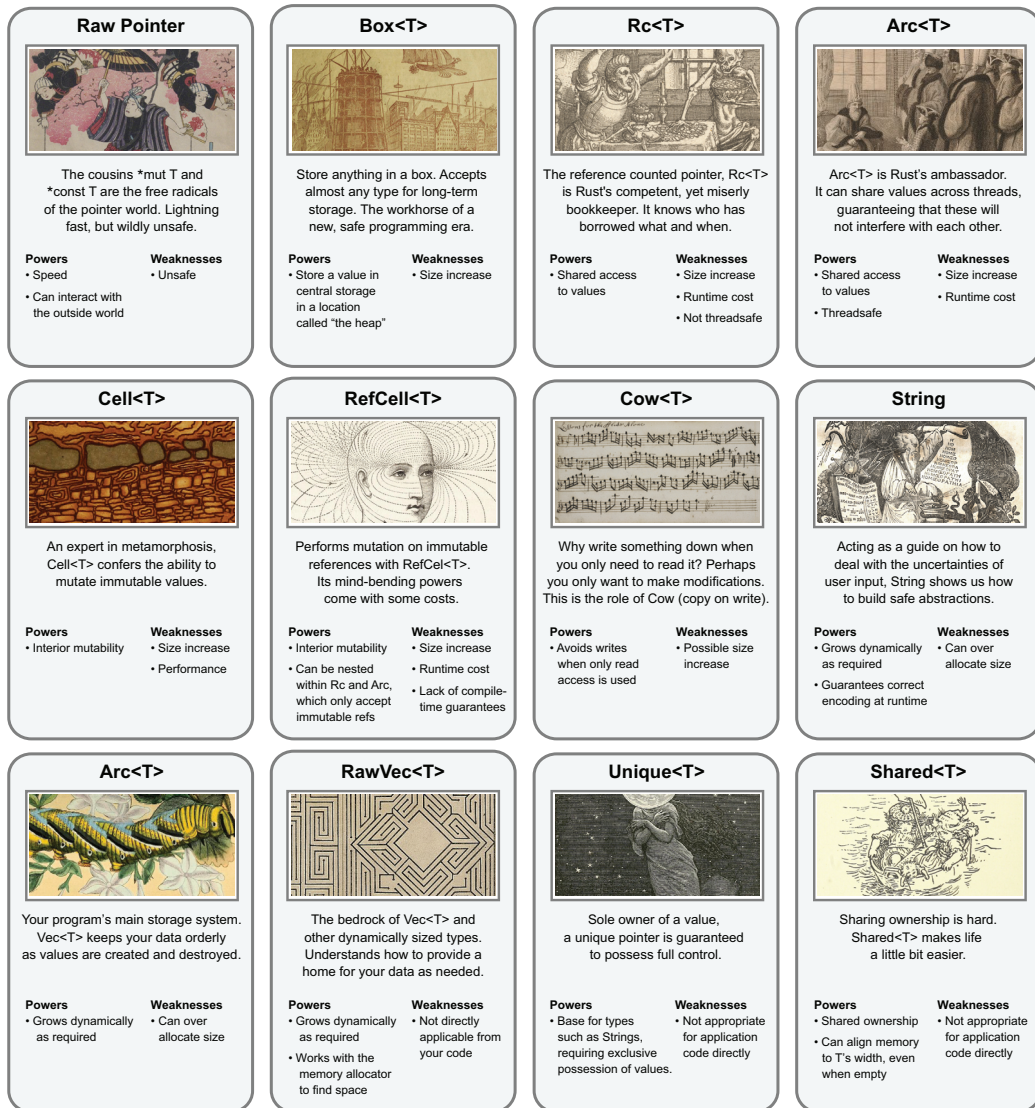 Raw Pointer
The cousins *mut T and
*const T are the free radicals
of the pointer world. Lightning
fast, but wildly unsafe.
Powers
• Speed
• Can interact with
the outside world
Weaknesses
• Unsafe
Box<T>
Store anything in a box. Accepts
almost any type for long-term
storage. The workhorse of a
new, safe programming era.
Powers
• Store a value in
central storage
in a location
called “the heap”
Weaknesses
• Size increase
Rc<T>
The reference counted pointer, Rc<T>
is Rust's competent, yet miserly
bookkeeper. It knows who has
borrowed what and when.
Powers
• Shared access
to values
Weaknesses
• Size increase
• Runtime cost
• Not threadsafe
Arc<T>
Arc<T> is Rust’s ambassador.
It can share values across threads,
guaranteeing that these will
not interfere with each other.
Powers
• Shared access
to values
• Threadsafe
Weaknesses
• Size increase
• Runtime cost
Cell<T>
An expert in metamorphosis,
Cell<T> confers the ability to
mutate immutable values.
Powers
• Interior mutability
Weaknesses
• Size increase
• Performance
RefCell<T>
Performs mutation on immutable
references with RefCel<T>.
Its mind-bending powers
come with some costs.
Powers
• Interior mutability
• Can be nested
within Rc and Arc,
which only accept
immutable refs
Weaknesses
• Size increase
• Runtime cost
• Lack of compile-
time guarantees
Cow<T>
Why write something down when
you only need to read it? Perhaps
you only want to make modifications.
This is the role of Cow (copy on write).
Powers
• Avoids writes
when only read
access is used
Weaknesses
• Possible size
increase
String
Acting as a guide on how to
deal with the uncertainties of
user input, String shows us how
to build safe abstractions.
Powers
• Grows dynamically
as required
• Guarantees correct
encoding at runtime
Weaknesses
• Can over
allocate size
Arc<T>
Your program’s main storage system.
Vec<T> keeps your data orderly
as values are created and destroyed.
Powers
• Grows dynamically
as required
Weaknesses
• Can over
allocate size
RawVec<T>
The bedrock of Vec<T> and
other dynamically sized types.
Understands how to provide a
home for your data as needed.
Powers
• Grows dynamically
as required
• Works with the
memory allocator
to find space
Weaknesses
• Not directly
applicable from
your code
Unique<T>
Sole owner of a value,
a unique pointer is guaranteed
to possess full control.
Powers
• Base for types
such as Strings,
requiring exclusive
possession of values.
Weaknesses
• Not appropriate
for application
code directly
Shared<T>
Sharing ownership is hard.
Shared<T> makes life
a little bit easier.
Powers
• Shared ownership
• Can align memory
to T’s width, even
when empty
Weaknesses
• Not appropriate
for application
code directly